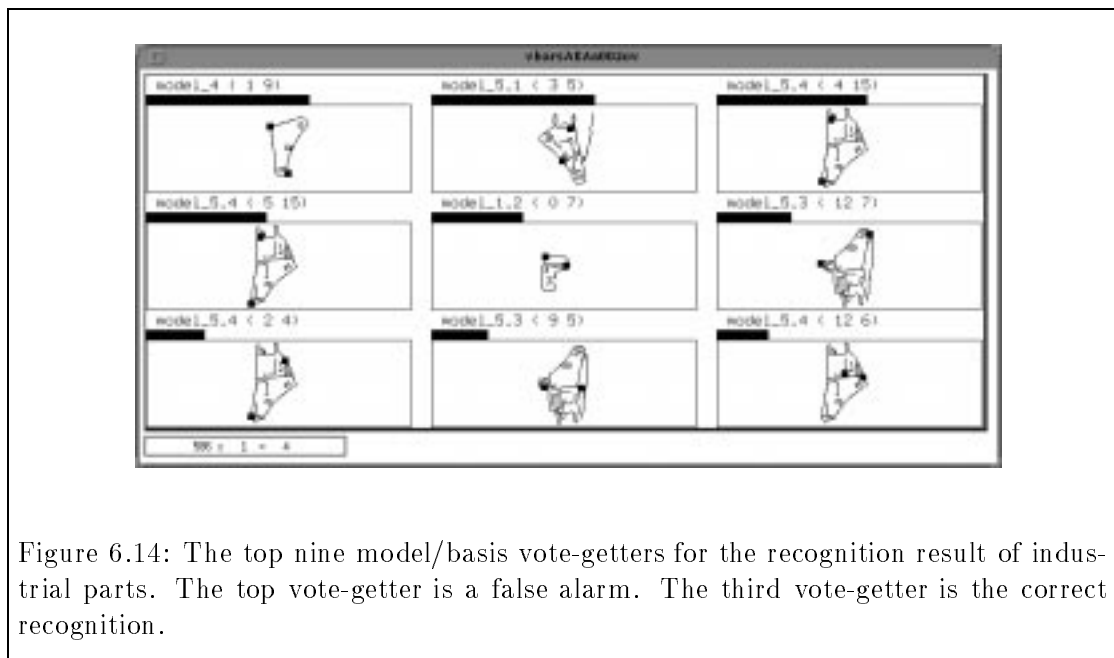 model_4 ( 1 9)
model_5.1 ( 3 5)
model_5.4 ( 4 15)
model_5.4 ( 5 15)
model_1.2 ( 0 7)
model_5.3 ( 12 7)
model_5.4 ( 2 4)
model_5.3 ( 9 5)
model_5.4 ( 12 6)
1 - 4
Figure 6.14: The top nine model/basis vote-getters for the recognition result of indus-
trial parts. The top vote-getter is a false alarm. The third vote-getter is the correct
recognition.